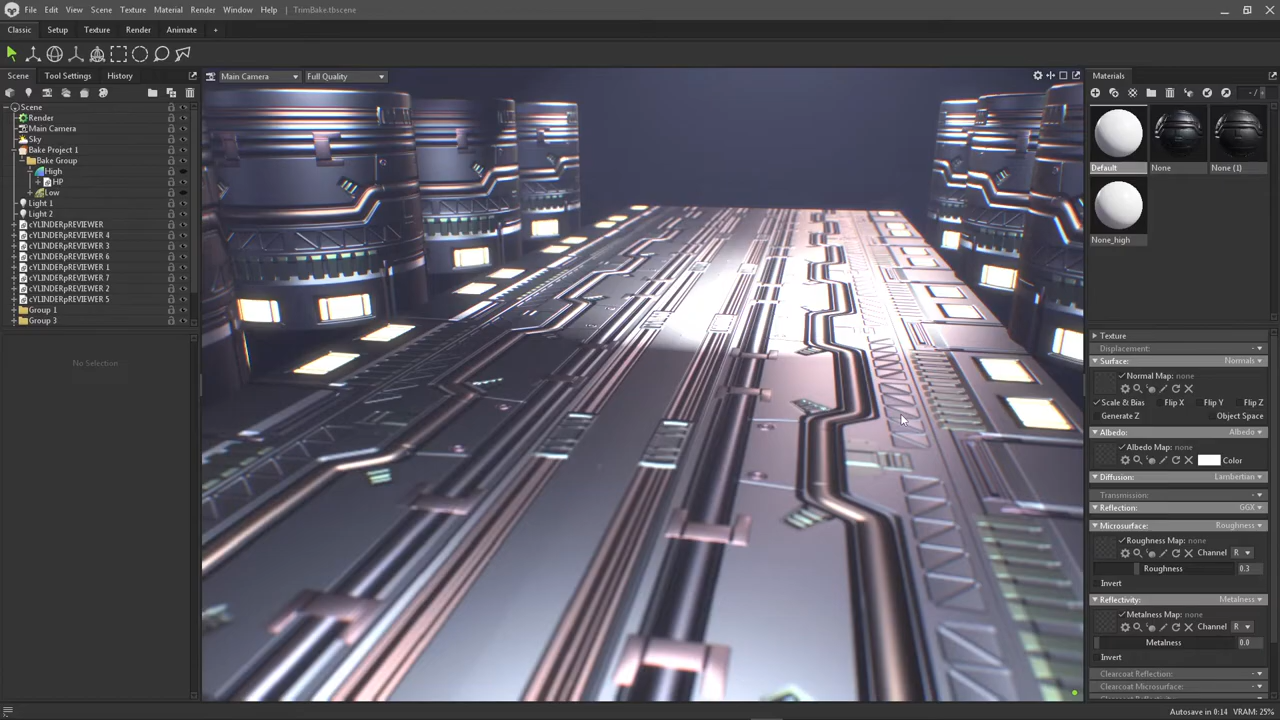 File Edit View Scene Texture Material Render Window Help TrimBake.tbscene
Classic Setup Texture Render Animate +
Scene Tool Settings History
Main Camera Full Quality
Materials
Scene
Render
Main Camera
Sky
Bake Project 1
Bake Group
High
HP
Low
Light 1
Light 2
cYLINDERpREVIEWER
cYLINDERpREVIEWER 4
cYLINDERpREVIEWER 3
cYLINDERpREVIEWER 6
cYLINDERpREVIEWER 1
cYLINDERpREVIEWER 7
cYLINDERpREVIEWER 2
cYLINDERpREVIEWER 5
Group 1
Group 3
No Selection
Default None None (1)
None_high
Texture
Displacement:
Surface: Normals
Normal Map: none
Scale & Bias Flip X Flip Y Flip Z
Generate Z Object Space
Albedo: Albedo
Albedo Map: none
Color
Diffusion: Lambertian
Transmission:
Reflection: GGX
Microsurface: Roughness
Roughness Map: none
Channel R
Roughness 0.3
Invert
Reflectivity: Metalness
Metalness Map: none
Channel R
Metalness 0.0
Invert
Clearcoat Reflection:
Clearcoat Microsurface:
Autosave in 0:14 VRAM: 25%